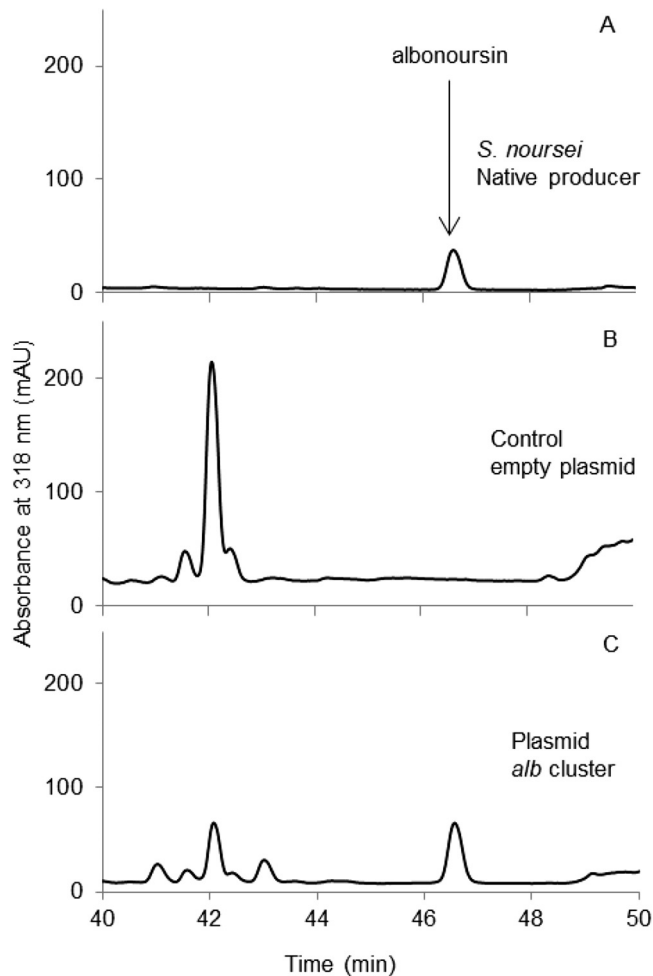 A
200
albonoursin
S. noursei
Native producer
100
0
B
200
Control
empty plasmid
100
0
Absorbance at 318 nm (mAU)
C
200
Plasmid
alb cluster
100
0
40 42 44 46 48 50
Time (min)